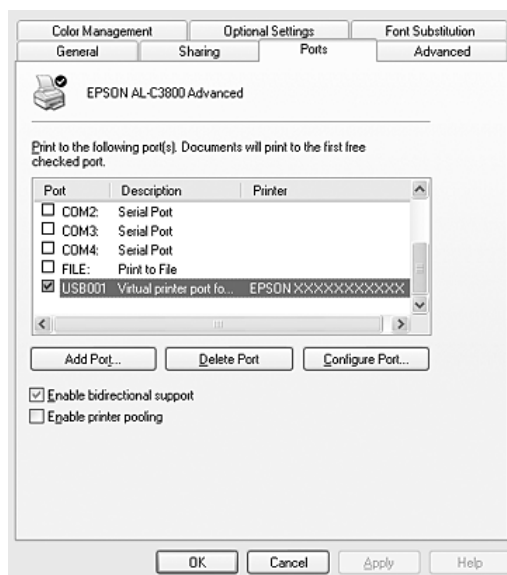 Color Management Optional Settings Font Substitution
General Sharing Ports Advanced
EPSON AL-C3800 Advanced
Print to the following port(s). Documents will print to the first free
checked port.
Port Description Printer
COM2: Serial Port
COM3: Serial Port
COM4: Serial Port
FILE: Print to File
USB001 Virtual printer port fo... EPSON XXXXXXXXXXX
Add Port... Delete Port Configure Port...
Enable bidirectional support
Enable printer pooling
OK Cancel Apply Help